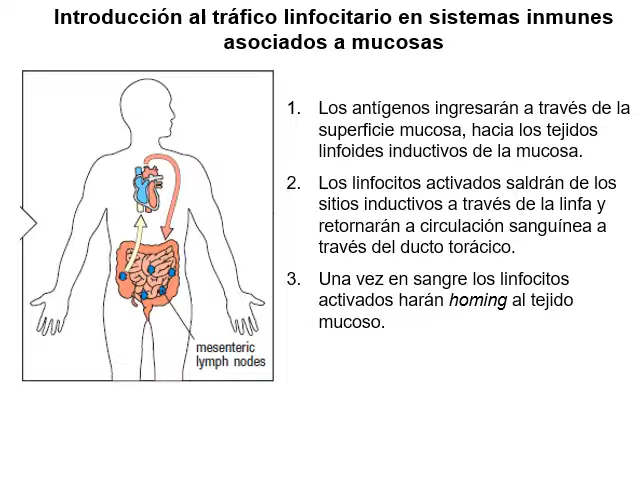 Introducción al tráfico linfocitario en sistemas inmunes
asociados a mucosas
1. Los antígenos ingresarán a través de la
superficie mucosa, hacia los tejidos
linfoides inductivos de la mucosa.
2. Los linfocitos activados saldrán de los
sitios inductivos a través de la linfa y
retornarán a circulación sanguínea a
través del ducto torácico.
3. Una vez en sangre los linfocitos
activados harán homing al tejido
mucoso.
mesenteric
lymph nodes